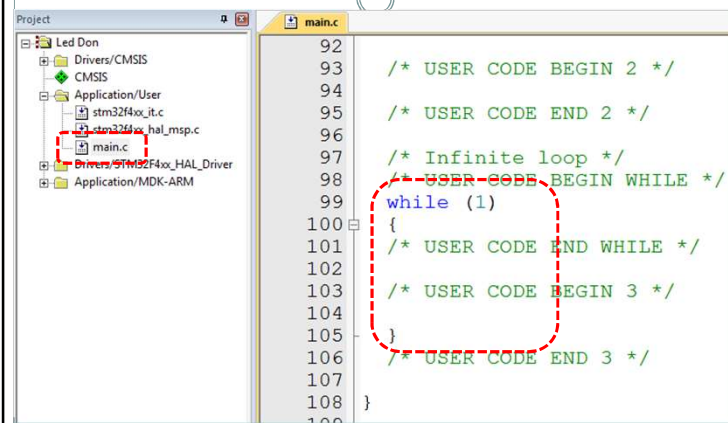 Project
Led Don
Drivers/CMSIS
CMSIS
Application/User
stm32f4xx_it.c
stm32f4xx_hal_msp.c
main.c
Drivers/STM32F4xx_HAL_Driver
Application/MDK-ARM
main.c
92
93 /* USER CODE BEGIN 2 */
94
95 /* USER CODE END 2 */
96
97 /* Infinite loop */
98 /* USER CODE BEGIN WHILE */
99 while (1)
100 {
101 /* USER CODE END WHILE */
102
103 /* USER CODE BEGIN 3 */
104
105 }
106 /* USER CODE END 3 */
107
108 }
109